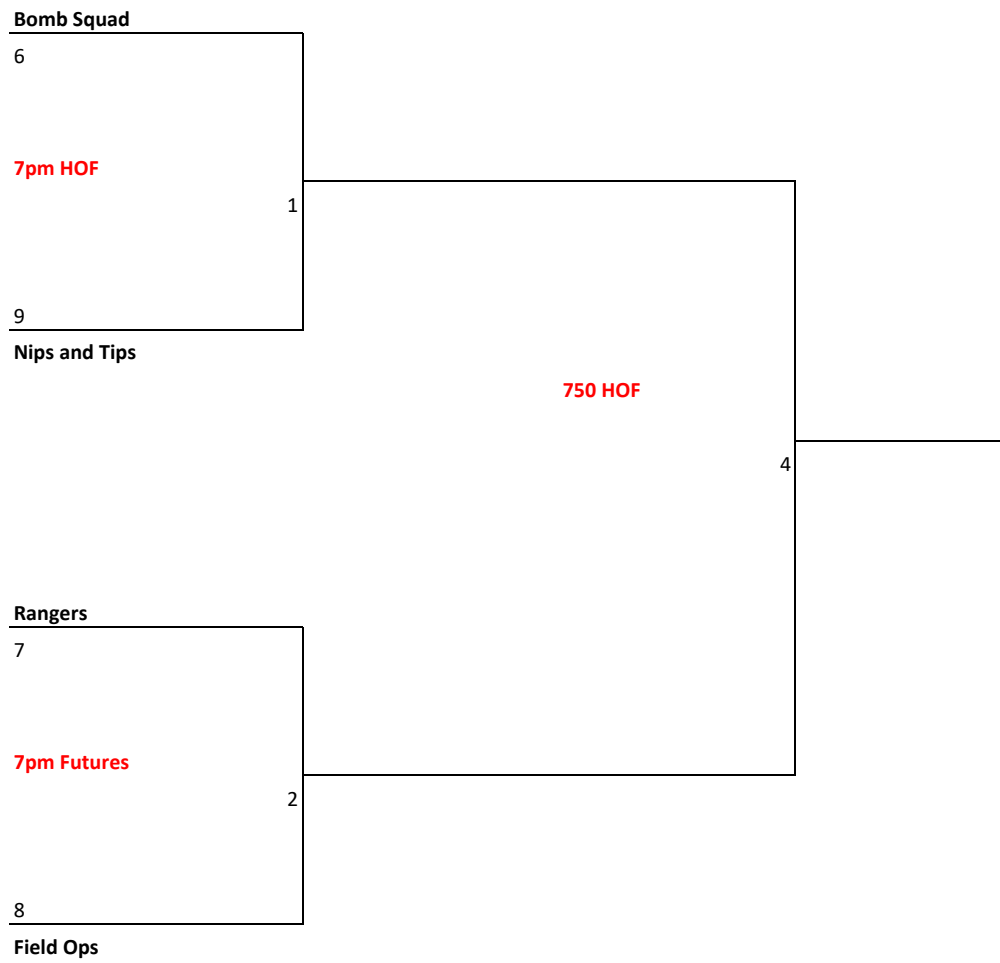 Bomb Squad
6
7pm HOF
1
9
Nips and Tips
750 HOF
4
Rangers
7
7pm Futures
2
8
Field Ops